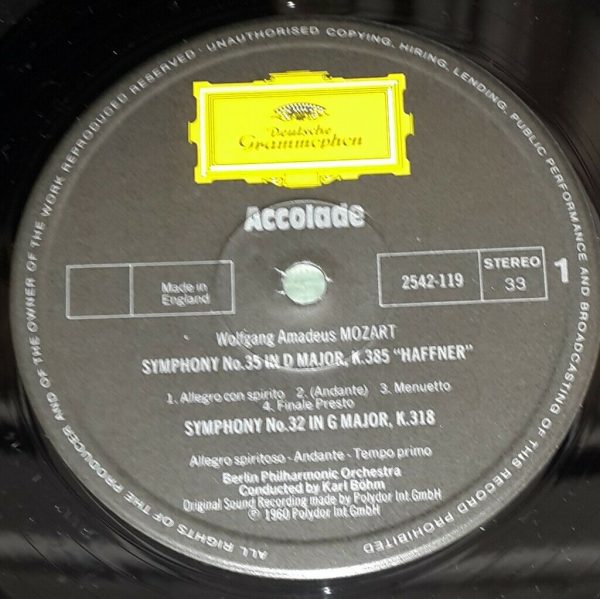 ALL RIGHTS OF THE PRODUCER AND OF THE OWNER OF THE WORK REPRODUCED RESERVED · UNAUTHORISED COPYING, HIRING, LENDING, PUBLIC PERFORMANCE AND BROADCASTING OF THIS RECORD PROHIBITED
Deutsche
Grammophon
Accolade
Made in
England
2542-119
STEREO
33
1
Wolfgang Amadeus MOZART
SYMPHONY No.35 IN D MAJOR, K.385 "HAFFNER"
1. Allegro con spirito 2. (Andante) 3. Menuetto
4. Finale Presto
SYMPHONY No.32 IN G MAJOR, K.318
Allegro spiritoso - Andante - Tempo primo
Berlin Philharmonic Orchestra
Conducted by Karl Böhm
Original Sound Recording made by Polydor Int.GmbH
℗ 1960 Polydor Int GmbH